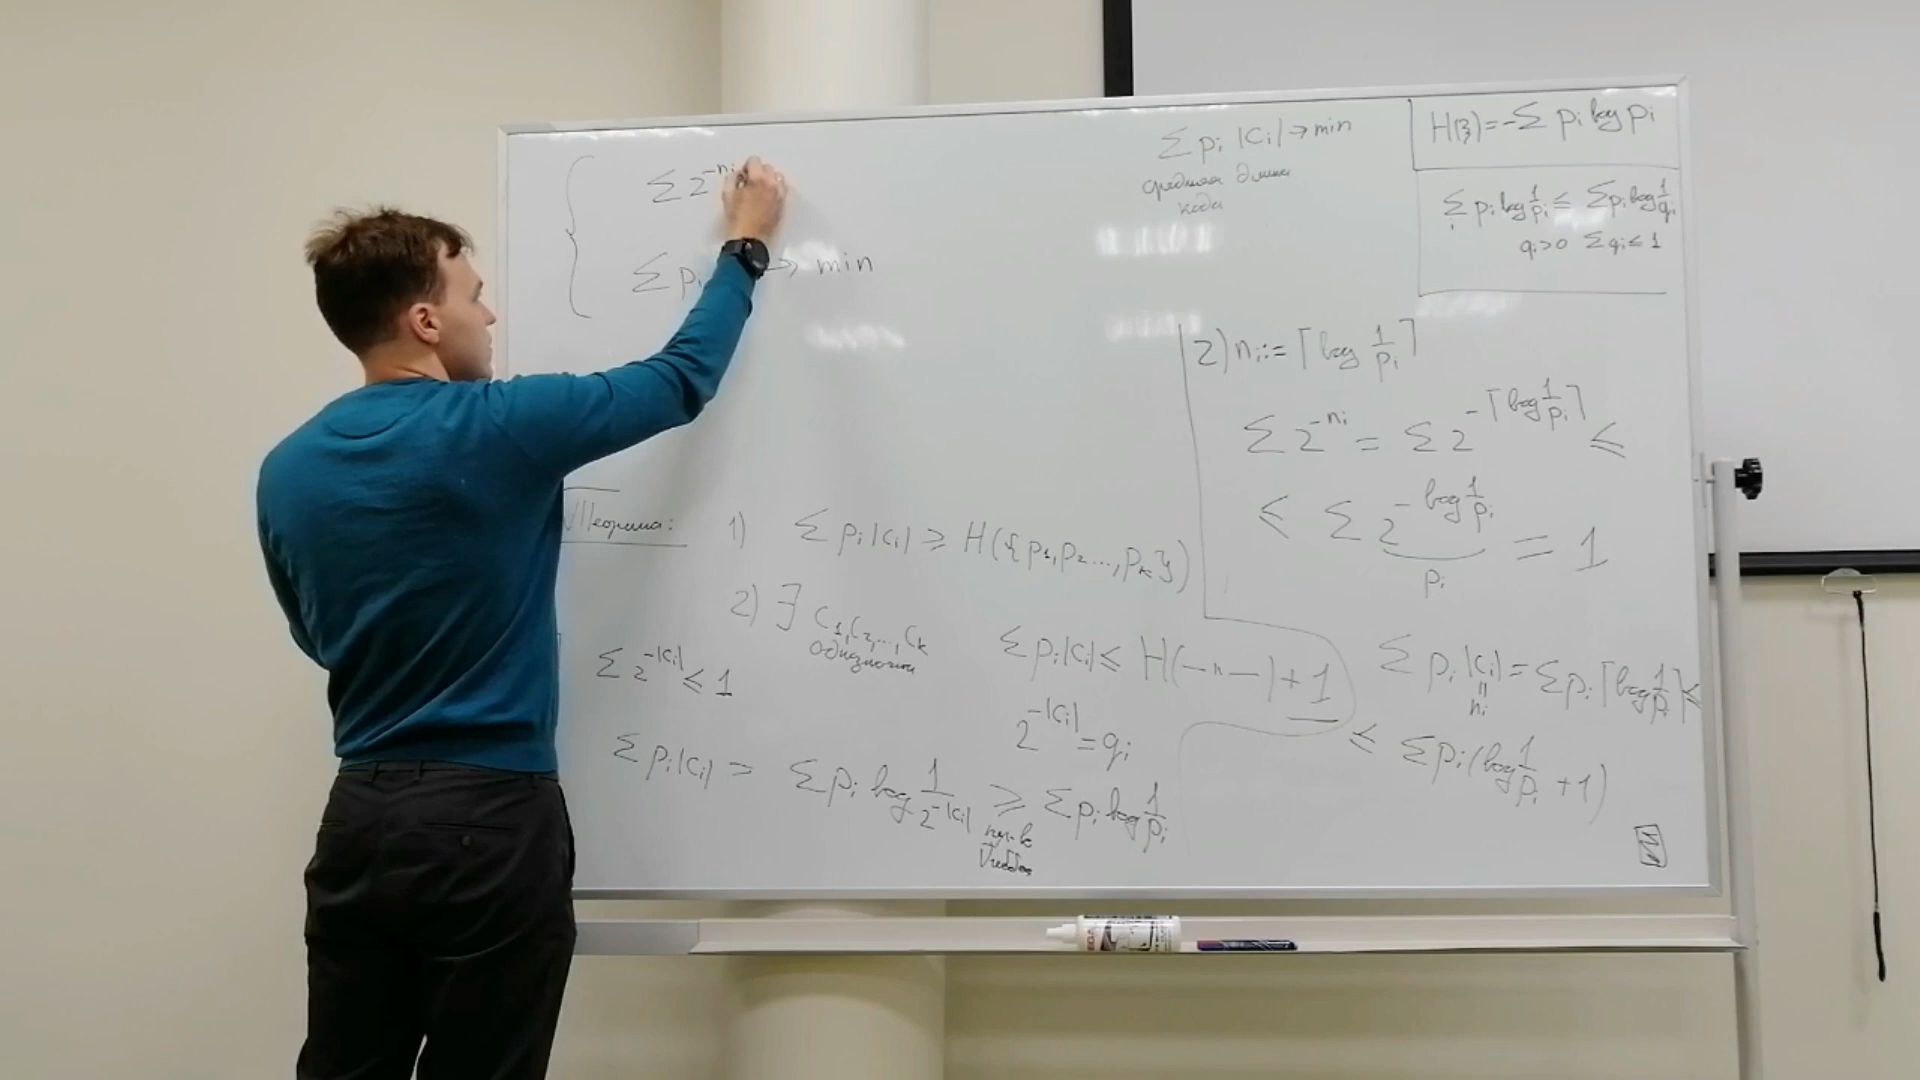 Σ 2^{-n_i}
Σ p_i → min
Σ p_i |c_i| → min
средняя длина
кода
H(ξ) = -Σ p_i log p_i
Σ_i p_i log 1/p_i ≤ Σ p_i log 1/q_i
q_i > 0 Σ q_i ≤ 1
2) n_i := ⌈log 1/p_i⌉
Σ 2^{-n_i} = Σ 2^{-⌈log 1/p_i⌉} ≤
≤ Σ 2^{-log 1/p_i} = 1
p_i
Теорема: 1) Σ p_i |c_i| ≥ H({p_1, p_2 ..., p_k})
2) ∃ c_1, c_2, ..., c_k Σ p_i |c_i| ≤ H(—"—) + 1
Σ 2^{-|c_i|} ≤ 1
2^{-|c_i|} = q_i
Σ p_i |c_i| = Σ p_i log 1/2^{-|c_i|} ≥ Σ p_i log 1/p_i
Σ p_i |c_i| = Σ p_i ⌈log 1/p_i⌉ ≤
n_i
≤ Σ p_i (log 1/p_i + 1)